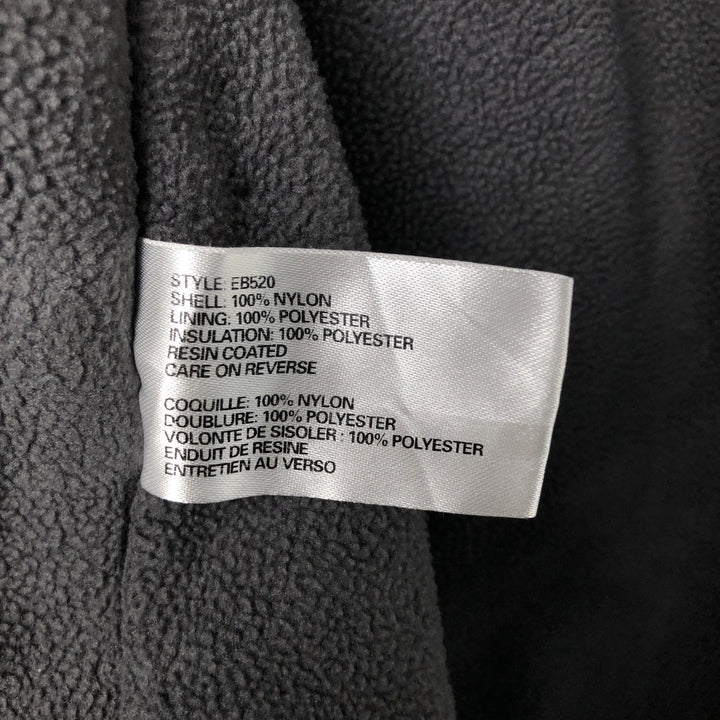 STYLE: EB520
SHELL: 100% NYLON
LINING: 100% POLYESTER
INSULATION: 100% POLYESTER
RESIN COATED
CARE ON REVERSE
COQUILLE: 100% NYLON
DOUBLURE: 100% POLYESTER
VOLONTE DE SISOLER : 100% POLYESTER
ENDUIT DE RESINE
ENTRETIEN AU VERSO